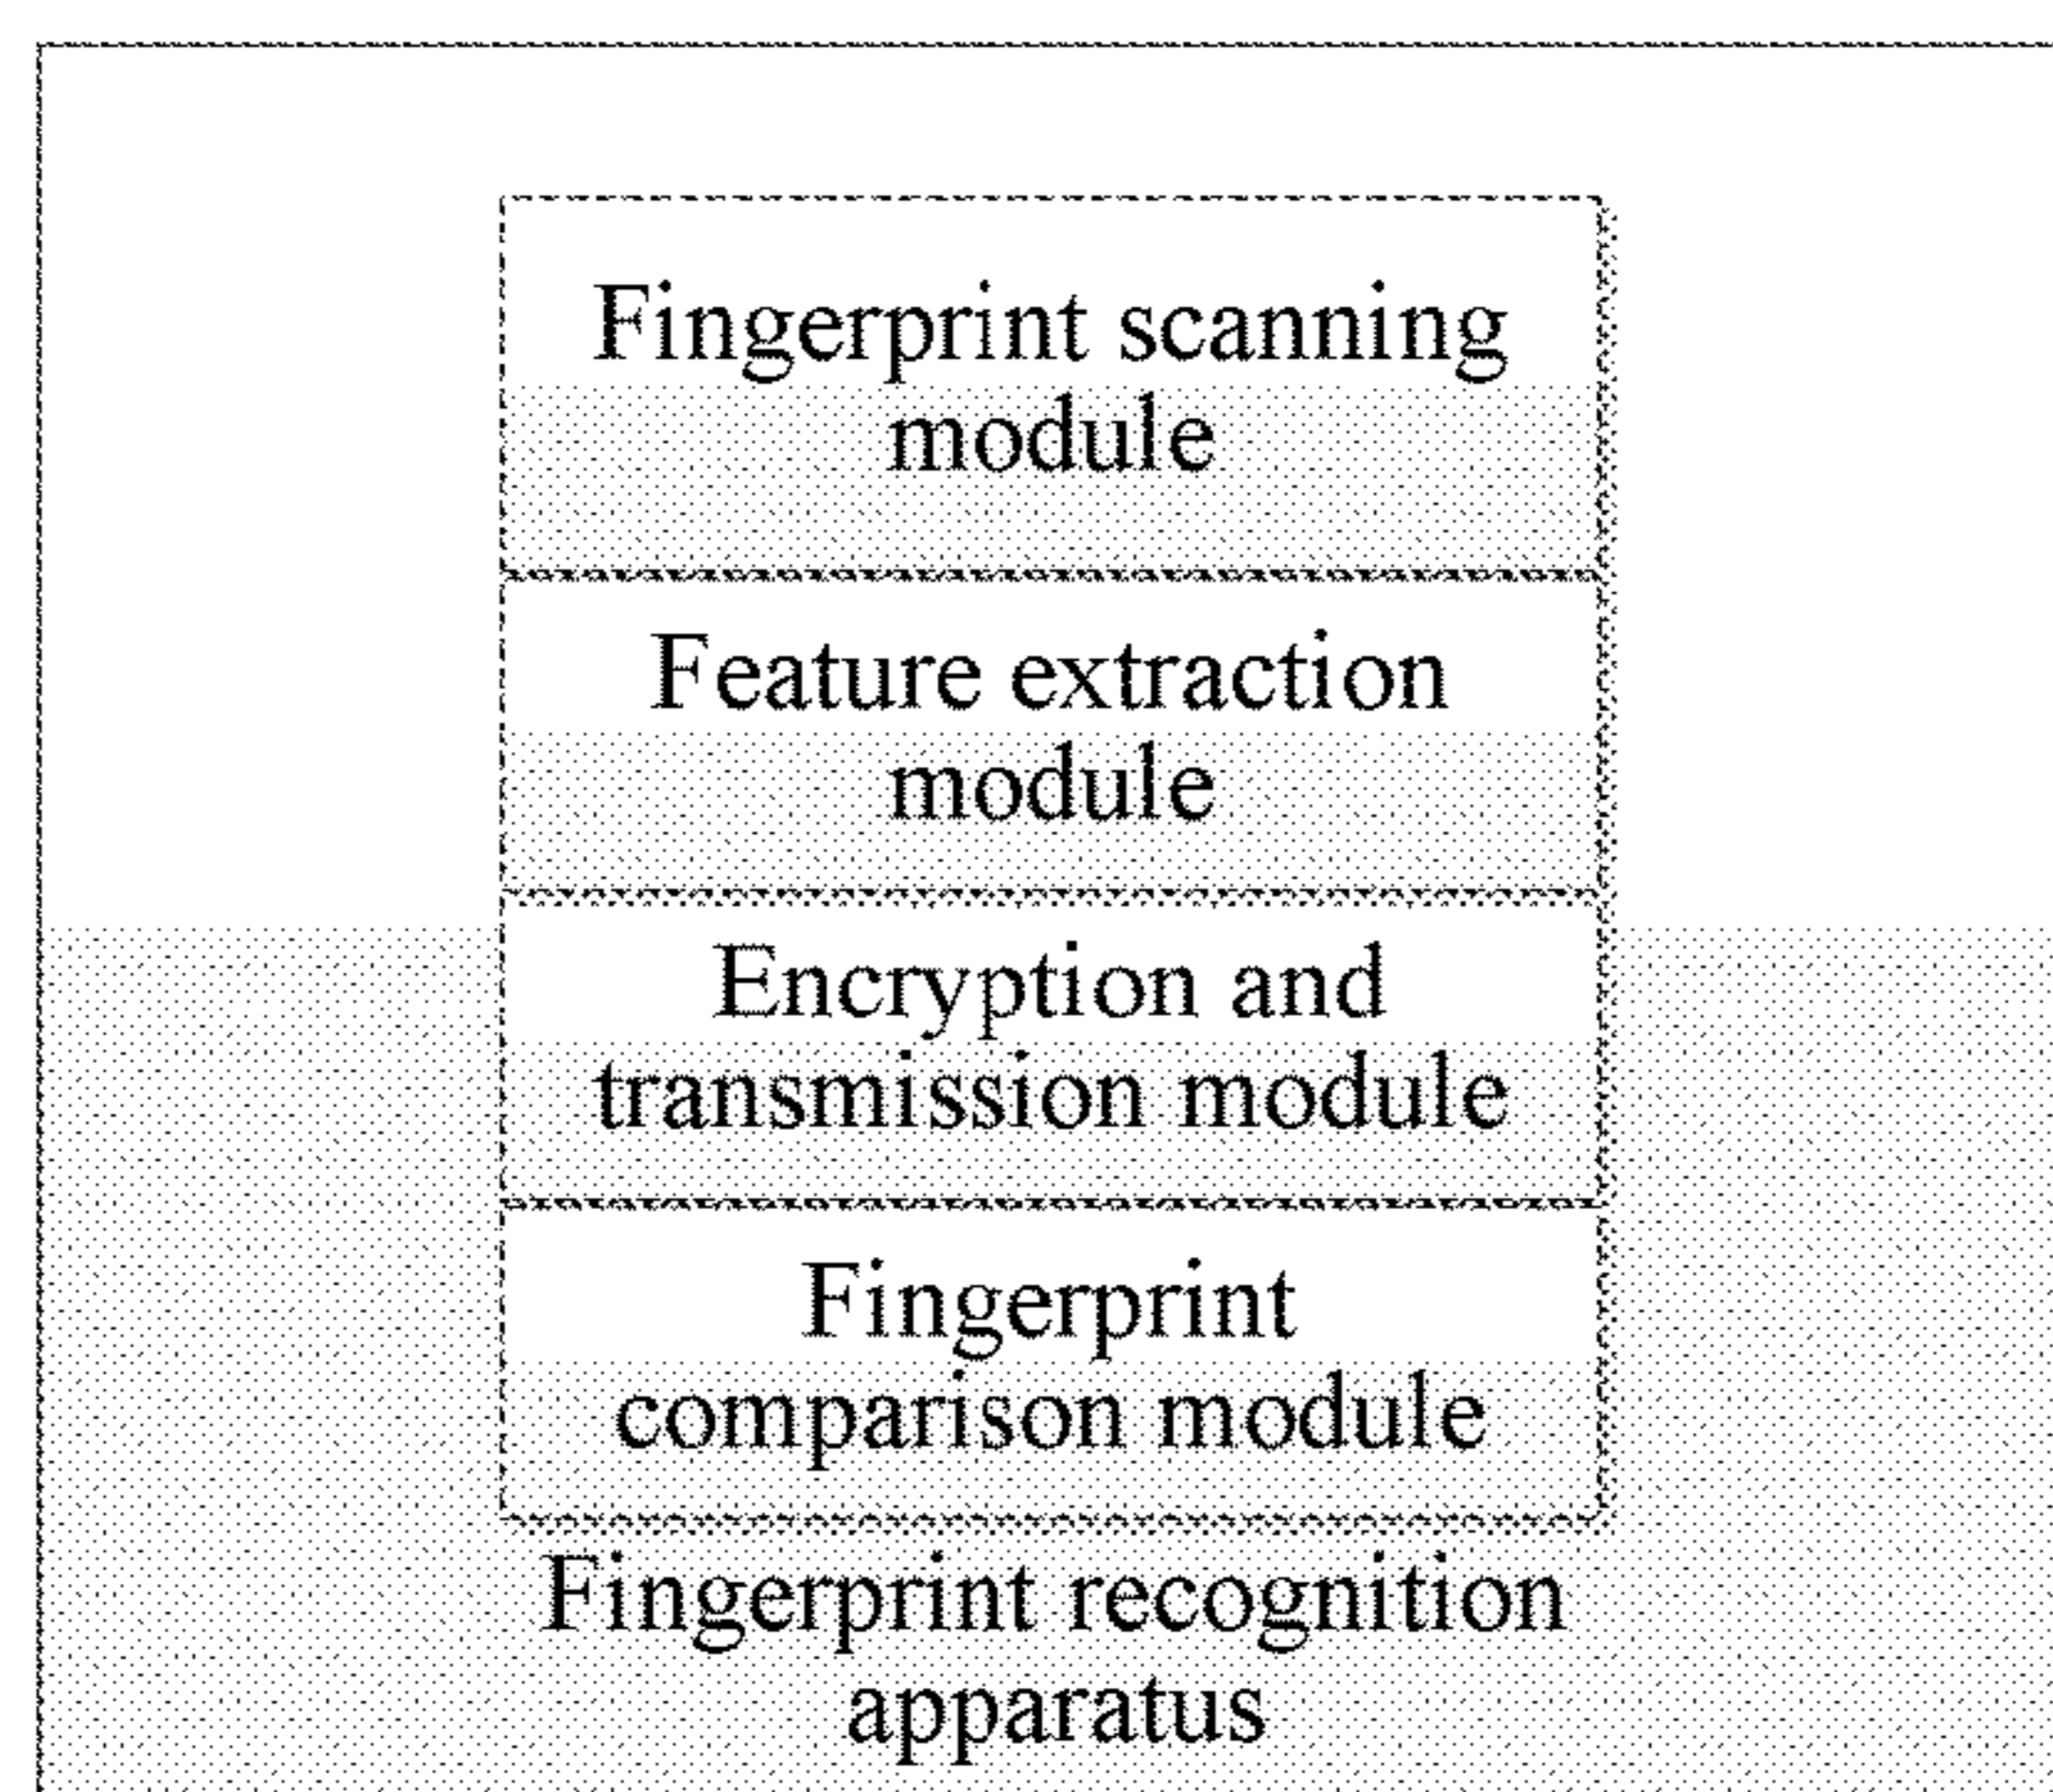 Fingerprint scanning
module
Feature extraction
module
Encryption and
transmission module
Fingerprint
comparison module
Fingerprint recognition
apparatus